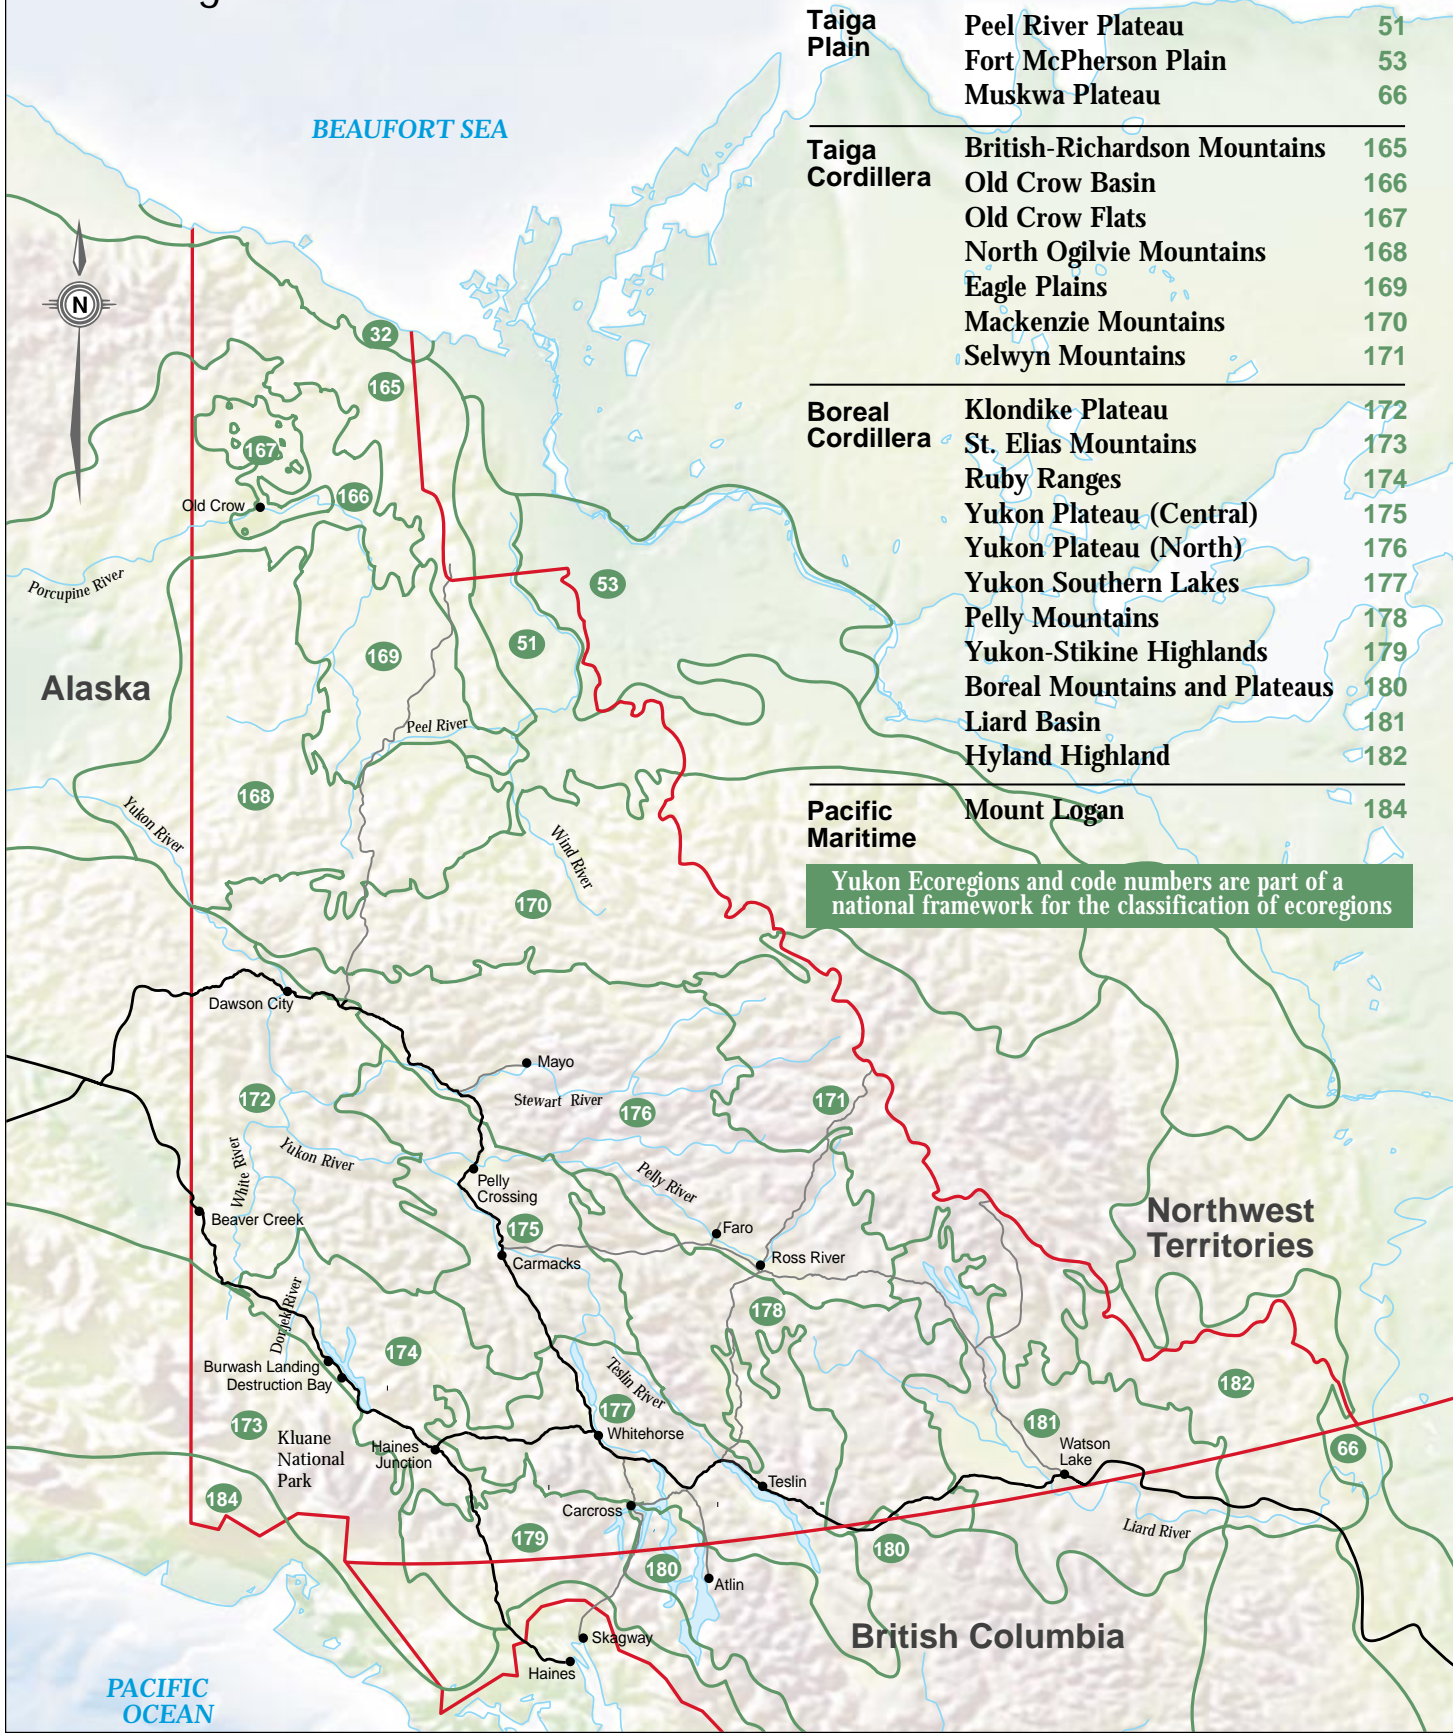 Taiga
Plain
Peel River Plateau 51
Fort McPherson Plain 53
Muskwa Plateau 66
Taiga
Cordillera
British-Richardson Mountains 165
Old Crow Basin 166
Old Crow Flats 167
North Ogilvie Mountains 168
Eagle Plains 169
Mackenzie Mountains 170
Selwyn Mountains 171
Boreal
Cordillera
Klondike Plateau 172
St. Elias Mountains 173
Ruby Ranges 174
Yukon Plateau (Central) 175
Yukon Plateau (North) 176
Yukon Southern Lakes 177
Pelly Mountains 178
Yukon-Stikine Highlands 179
Boreal Mountains and Plateaus 180
Liard Basin 181
Hyland Highland 182
Pacific
Maritime
Mount Logan 184
Yukon Ecoregions and code numbers are part of a
national framework for the classification of ecoregions
BEAUFORT SEA
N
32
165
167
166
Old Crow
Porcupine River
53
51
169
Alaska
Peel River
168
Yukon River
Wind River
170
Dawson City
Mayo
172
Stewart River
176
171
White River
Yukon River
Pelly River
Pelly
Crossing
Beaver Creek
175
Faro
Northwest
Territories
Carmacks
Ross River
Donjek River
178
174
Burwash Landing
Destruction Bay
Teslin River
182
173
177
181
Kluane
National
Park
Haines
Junction
Whitehorse
Watson
Lake
66
184
Teslin
Carcross
179
Liard River
180
180
Atlin
British Columbia
Skagway
Haines
PACIFIC
OCEAN